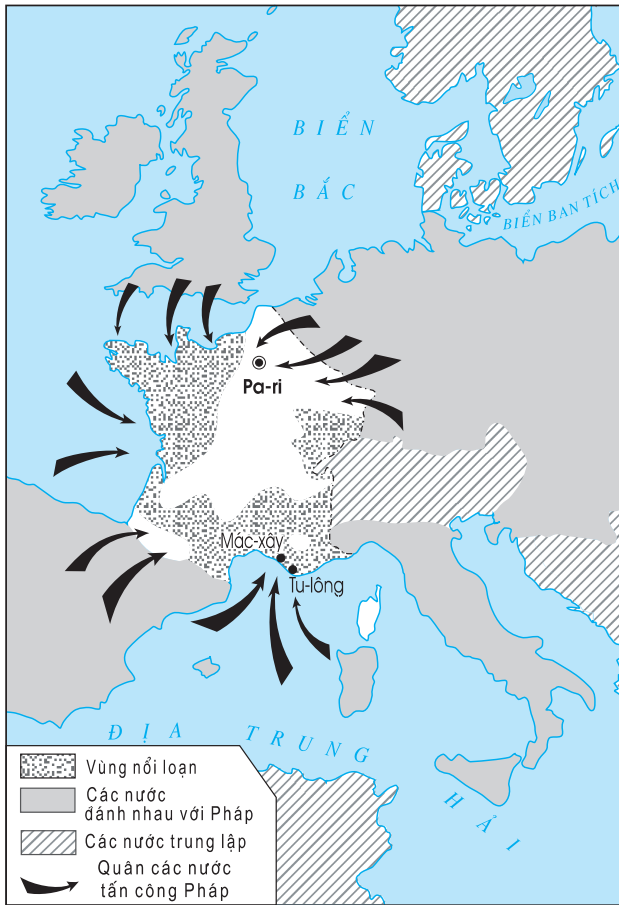 BIỂN
BẮC
BIỂN BAN TÍCH
Pa-ri
Mác-xây
Tu-lông
ĐỊA TRUNG HẢI
Vùng nổi loạn
Các nước
đánh nhau với Pháp
Các nước trung lập
Quân các nước
tấn công Pháp